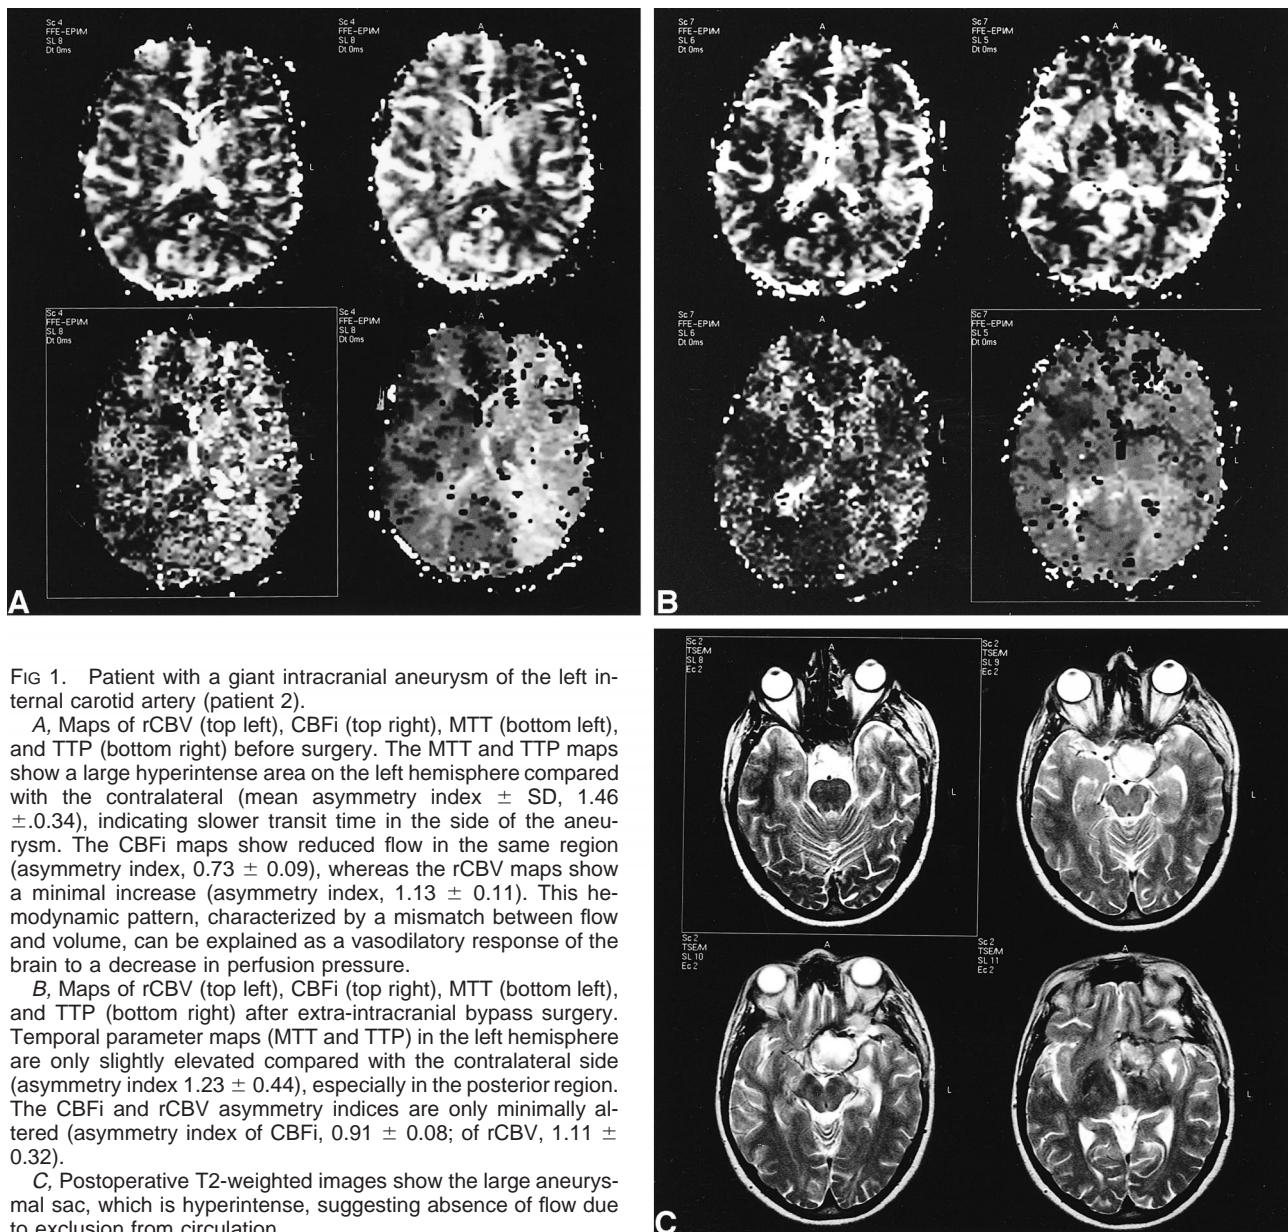 Sc 4
FFE-EPI/M
SL 8
Dt 0ms
A
L
Sc 4
FFE-EPI/M
SL 8
Dt 0ms
A
L
Sc 4
FFE-EPI/M
SL 8
Dt 0ms
A
L
Sc 4
FFE-EPI/M
SL 8
Dt 0ms
A
L
A
Sc 7
FFE-EPI/M
SL 6
Dt 0ms
A
L
Sc 7
FFE-EPI/M
SL 5
Dt 0ms
A
L
Sc 7
FFE-EPI/M
SL 6
Dt 0ms
A
L
Sc 7
FFE-EPI/M
SL 5
Dt 0ms
A
L
B
FIG 1. Patient with a giant intracranial aneurysm of the left in-
ternal carotid artery (patient 2).
A, Maps of rCBV (top left), CBFi (top right), MTT (bottom left),
and TTP (bottom right) before surgery. The MTT and TTP maps
show a large hyperintense area on the left hemisphere compared
with the contralateral (mean asymmetry index ± SD, 1.46
±.0.34), indicating slower transit time in the side of the aneu-
rysm. The CBFi maps show reduced flow in the same region
(asymmetry index, 0.73 ± 0.09), whereas the rCBV maps show
a minimal increase (asymmetry index, 1.13 ± 0.11). This he-
modynamic pattern, characterized by a mismatch between flow
and volume, can be explained as a vasodilatory response of the
brain to a decrease in perfusion pressure.
B, Maps of rCBV (top left), CBFi (top right), MTT (bottom left),
and TTP (bottom right) after extra-intracranial bypass surgery.
Temporal parameter maps (MTT and TTP) in the left hemisphere
are only slightly elevated compared with the contralateral side
(asymmetry index 1.23 ± 0.44), especially in the posterior region.
The CBFi and rCBV asymmetry indices are only minimally al-
tered (asymmetry index of CBFi, 0.91 ± 0.08; of rCBV, 1.11 ±
0.32).
C, Postoperative T2-weighted images show the large aneurys-
mal sac, which is hyperintense, suggesting absence of flow due
to exclusion from circulation.
Sc 2
TSE/M
SL 8
Ec 2
A
L
Sc 2
TSE/M
SL 9
Ec 2
A
L
Sc 2
TSE/M
SL 10
Ec 2
A
L
Sc 2
TSE/M
SL 11
Ec 2
A
L
C